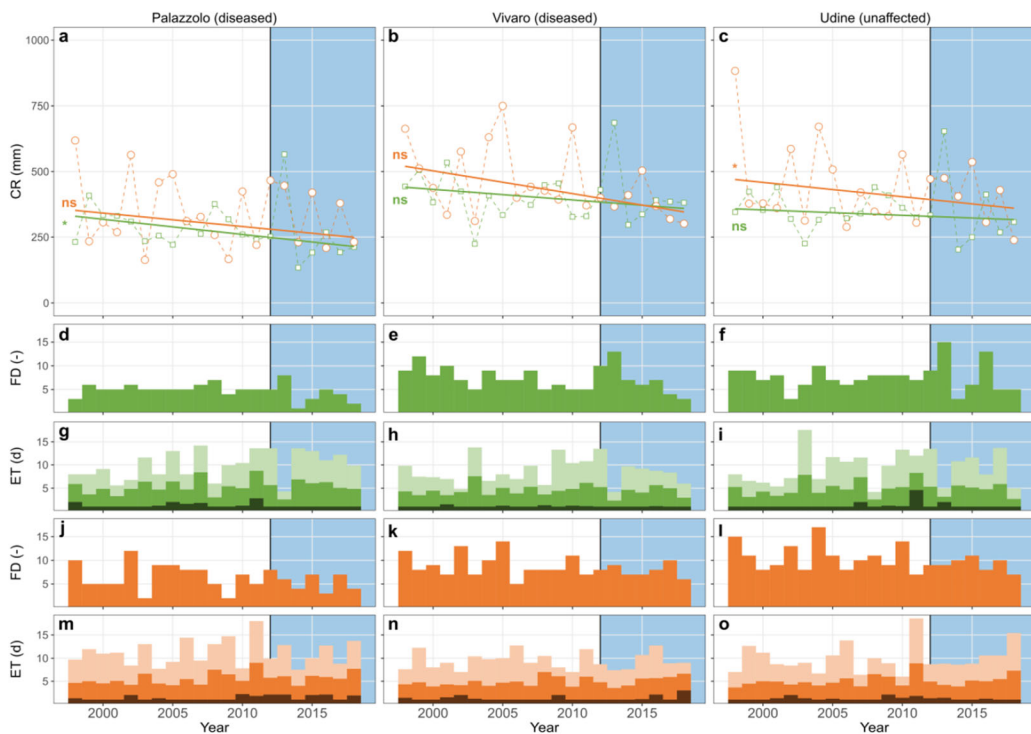 Palazzolo (diseased) Vivaro (diseased) Udine (unaffected)
a b c
1000
750
CR (mm)
500
250
0
ns
*
ns
ns
*
ns
d e f
FD (-)
15
10
5
g h i
ET (d)
15
10
5
j k l
FD (-)
15
10
5
m n o
ET (d)
15
10
5
2000 2005 2010 2015 2000 2005 2010 2015 2000 2005 2010 2015
Year Year Year